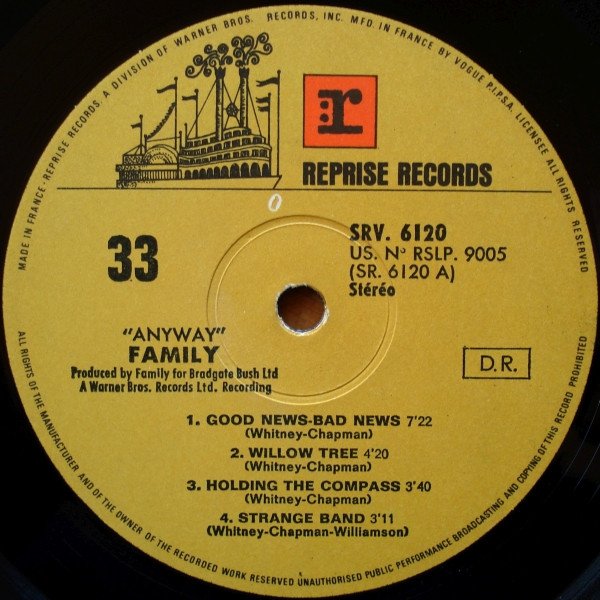 MADE IN FRANCE · REPRISE RECORDS, A DIVISION OF WARNER BROS. RECORDS, INC. MFD. IN FRANCE BY VOGUE P.I.P.SA. LICENSEE ALL RIGHTS RESERVED
r
REPRISE RECORDS
33
SRV. 6120
US. Nº RSLP. 9005
(SR. 6120 A)
Stéréo
"ANYWAY"
FAMILY
Produced by Family for Bradgate Bush Ltd
A Warner Bros. Records Ltd. Recording
D.R.
1. GOOD NEWS-BAD NEWS 7'22
(Whitney-Chapman)
2. WILLOW TREE 4'20
(Whitney-Chapman)
3. HOLDING THE COMPASS 3'40
(Whitney-Chapman)
4. STRANGE BAND 3'11
(Whitney-Chapman-Williamson)
ALL RIGHTS OF THE MANUFACTURER AND OF THE OWNER OF THE RECORDED WORK RESERVED UNAUTHORISED PUBLIC PERFORMANCE BROADCASTING AND COPYING OF THIS RECORD PROHIBITED